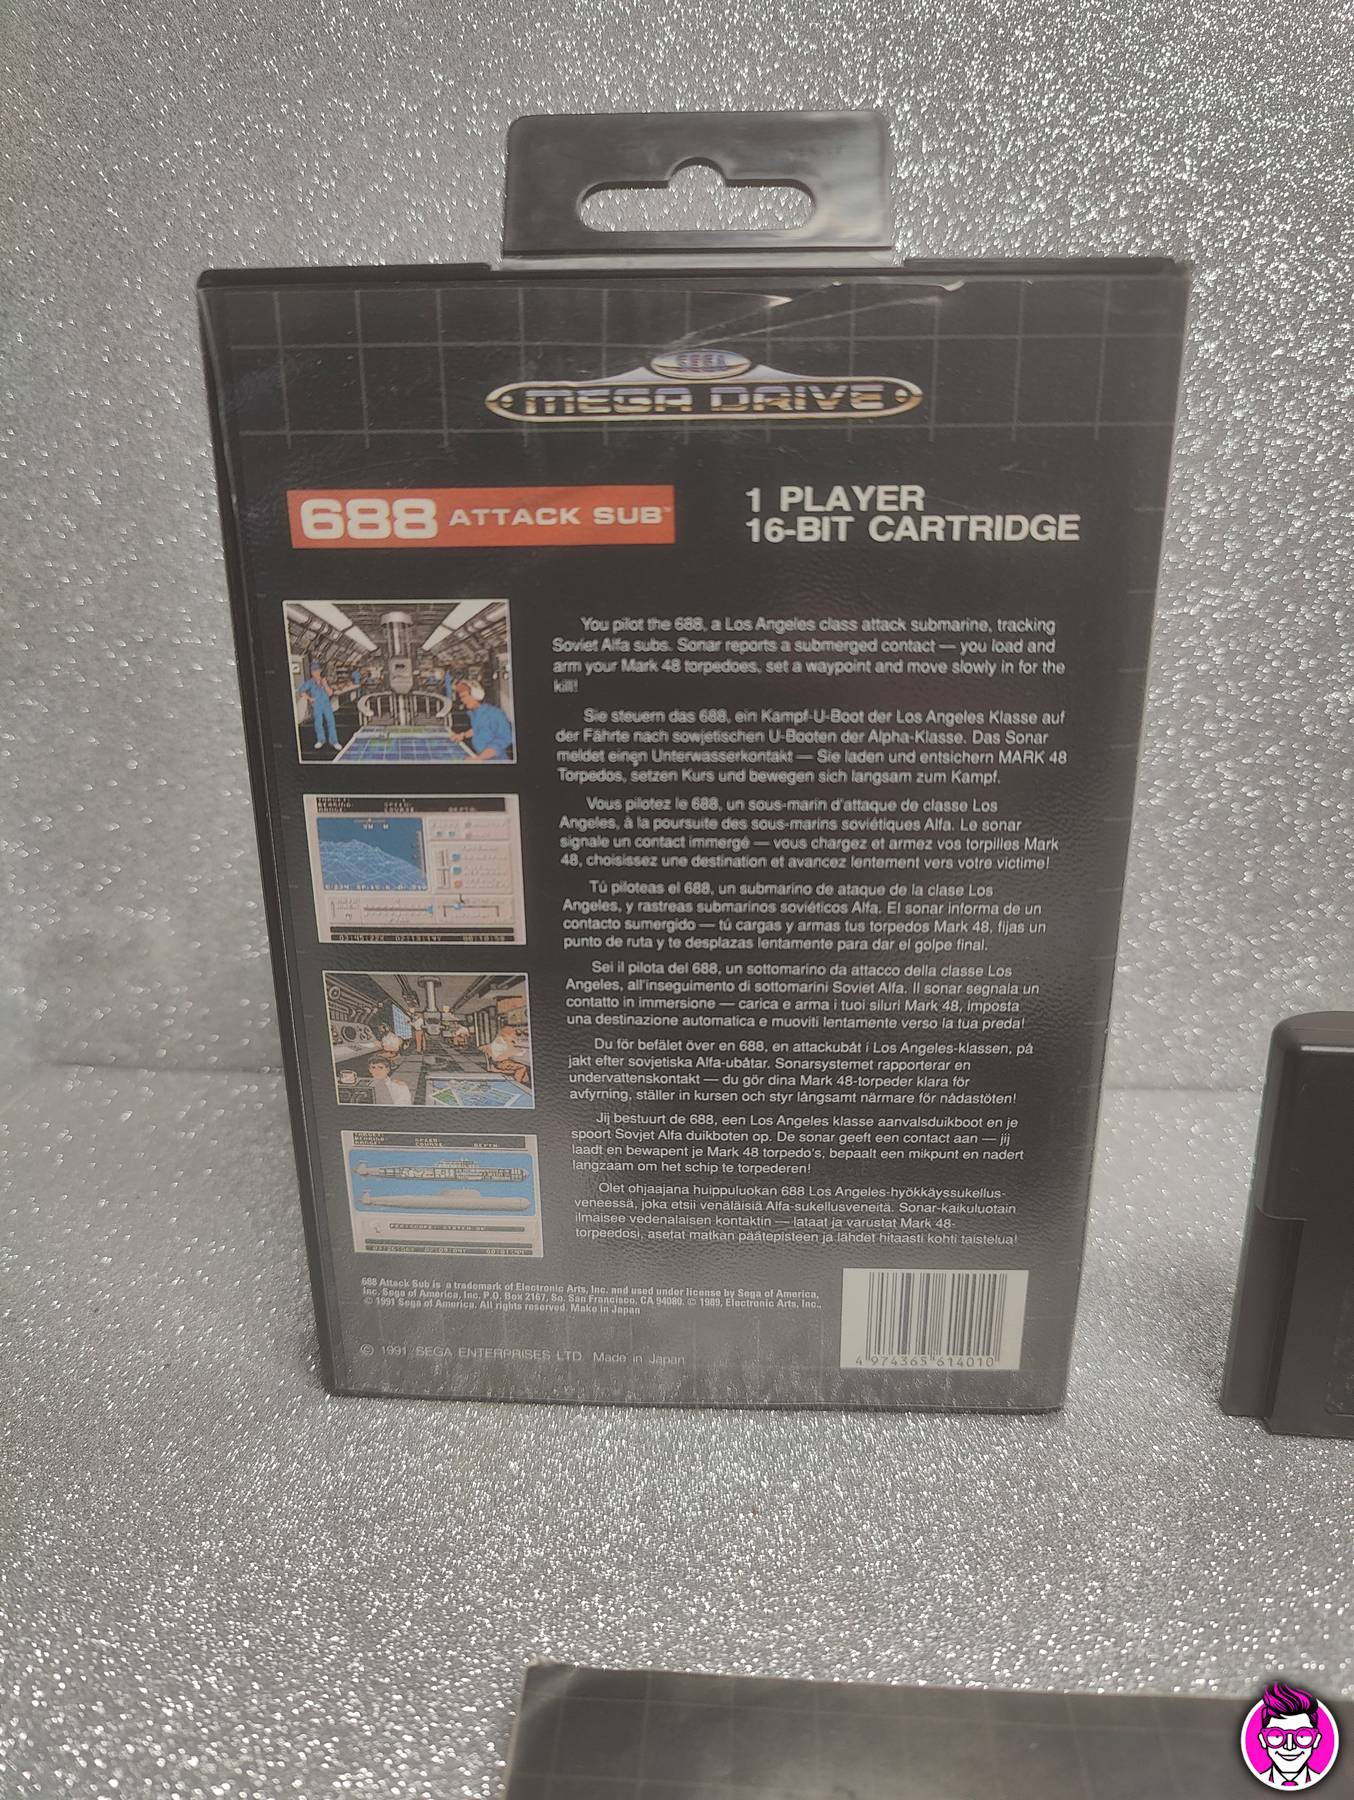 SEGA
MEGA DRIVE
688 ATTACK SUB™
1 PLAYER
16-BIT CARTRIDGE
You pilot the 688, a Los Angeles class attack submarine, tracking
Soviet Alfa subs. Sonar reports a submerged contact — you load and
arm your Mark 48 torpedoes, set a waypoint and move slowly in for the
kill!
Sie steuern das 688, ein Kampf-U-Boot der Los Angeles Klasse auf
der Fährte nach sowjetischen U-Booten der Alpha-Klasse. Das Sonar
meldet einen Unterwasserkontakt — Sie laden und entsichern MARK 48
Torpedos, setzen Kurs und bewegen sich langsam zum Kampf.
Vous pilotez le 688, un sous-marin d'attaque de classe Los
Angeles, à la poursuite des sous-marins soviétiques Alfa. Le sonar
signale un contact immergé — vous chargez et armez vos torpilles Mark
48, choisissez une destination et avancez lentement vers votre victime!
Tú piloteas el 688, un submarino de ataque de la clase Los
Angeles, y rastreas submarinos soviéticos Alfa. El sonar informa de un
contacto sumergido — tú cargas y armas tus torpedos Mark 48, fijas un
punto de ruta y te desplazas lentamente para dar el golpe final.
Sei il pilota del 688, un sottomarino da attacco della classe Los
Angeles, all'inseguimento di sottomarini Soviet Alfa. Il sonar segnala un
contatto in immersione — carica e arma i tuoi siluri Mark 48, imposta
una destinazione automatica e muoviti lentamente verso la tua preda!
Du för befälet över en 688, en attackubåt i Los Angeles-klassen, på
jakt efter sovjetiska Alfa-ubåtar. Sonarsystemet rapporterar en
undervattenskontakt — du gör dina Mark 48-torpeder klara för
avfyrning, ställer in kursen och styr långsamt närmare för nådastöten!
Jij bestuurt de 688, een Los Angeles klasse aanvalsduikboot en je
spoort Sovjet Alfa duikboten op. De sonar geeft een contact aan — jij
laadt en bewapent je Mark 48 torpedo's, bepaalt een mikpunt en nadert
langzaam om het schip te torpederen!
Olet ohjaajana huippuluokan 688 Los Angeles-hyökkäyssukellus-
veneessä, joka etsii venäläisiä Alfa-sukellusveneitä. Sonar-kaikuluotain
ilmaisee vedenalaisen kontaktin — lataat ja varustat Mark 48-
torpeedosi, asetat matkan päätepisteen ja lähdet hitaasti kohti taistelua!
TARGET:
BEARING: SPEED:
RANGE: COURSE: DEPTH:
BEARING: SPEED:
RANGE: COURSE: DEPTH:
688 Attack Sub is a trademark of Electronic Arts, Inc. and used under license by Sega of America,
Inc. Sega of America, Inc. P.O. Box 2167, So. San Francisco, CA 94080. © 1989, Electronic Arts, Inc.,
© 1991 Sega of America. All rights reserved. Make in Japan
© 1991 SEGA ENTERPRISES LTD. Made in Japan
4 974365 614010